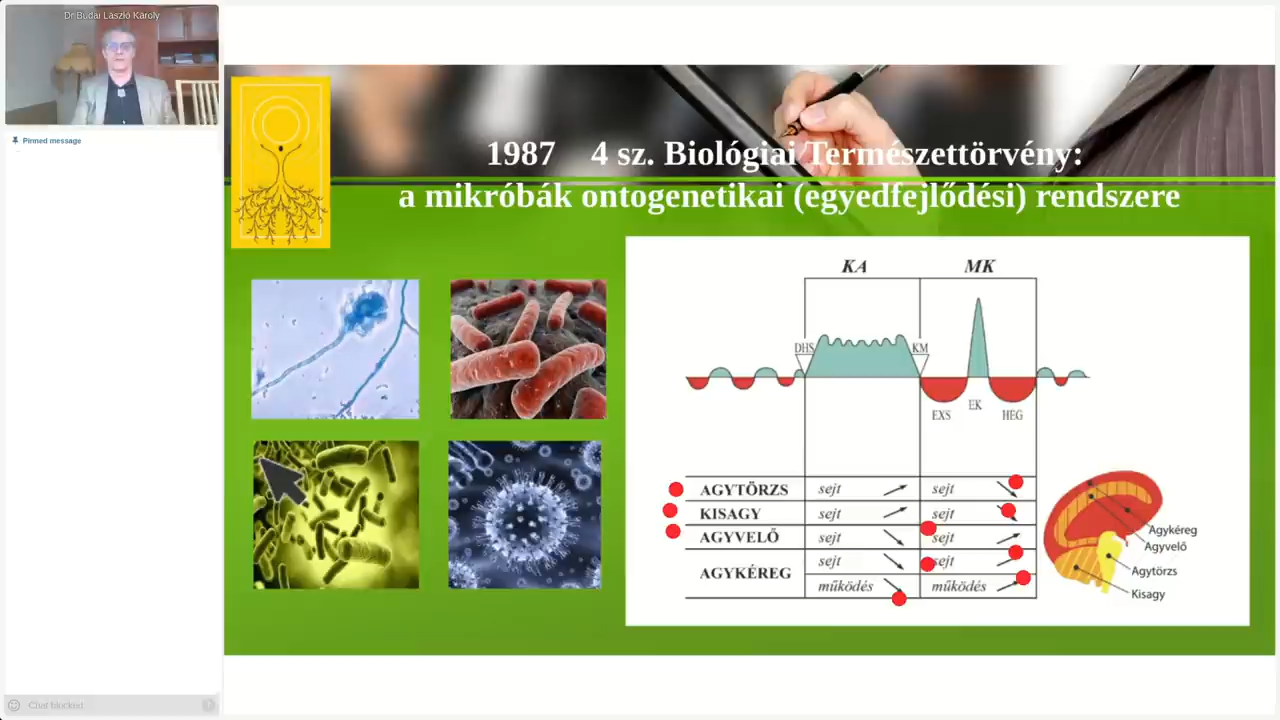 Dr Budai László Károly
Pinned message
1987 4 sz. Biológiai Természettörvény:
a mikróbák ontogenetikai (egyedfejlődési) rendszere
KA MK
DHS KM
EXS EK HEG
AGYTÖRZS sejt sejt
KISAGY sejt sejt
AGYVELŐ sejt sejt
AGYKÉREG sejt sejt
működés működés
Agykéreg
Agyvelő
Agytörzs
Kisagy
Chat blocked